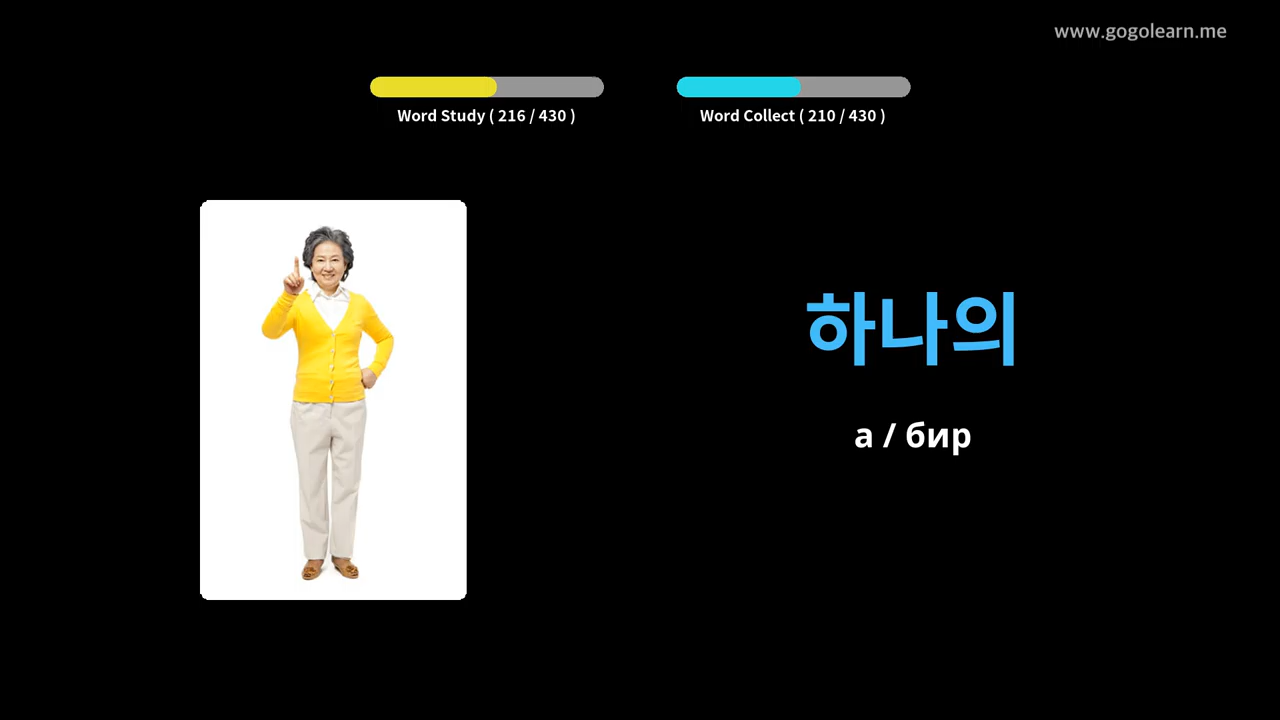 www.gogolearn.me
Word Study ( 216 / 430 )
Word Collect ( 210 / 430 )
하나의
а / бир